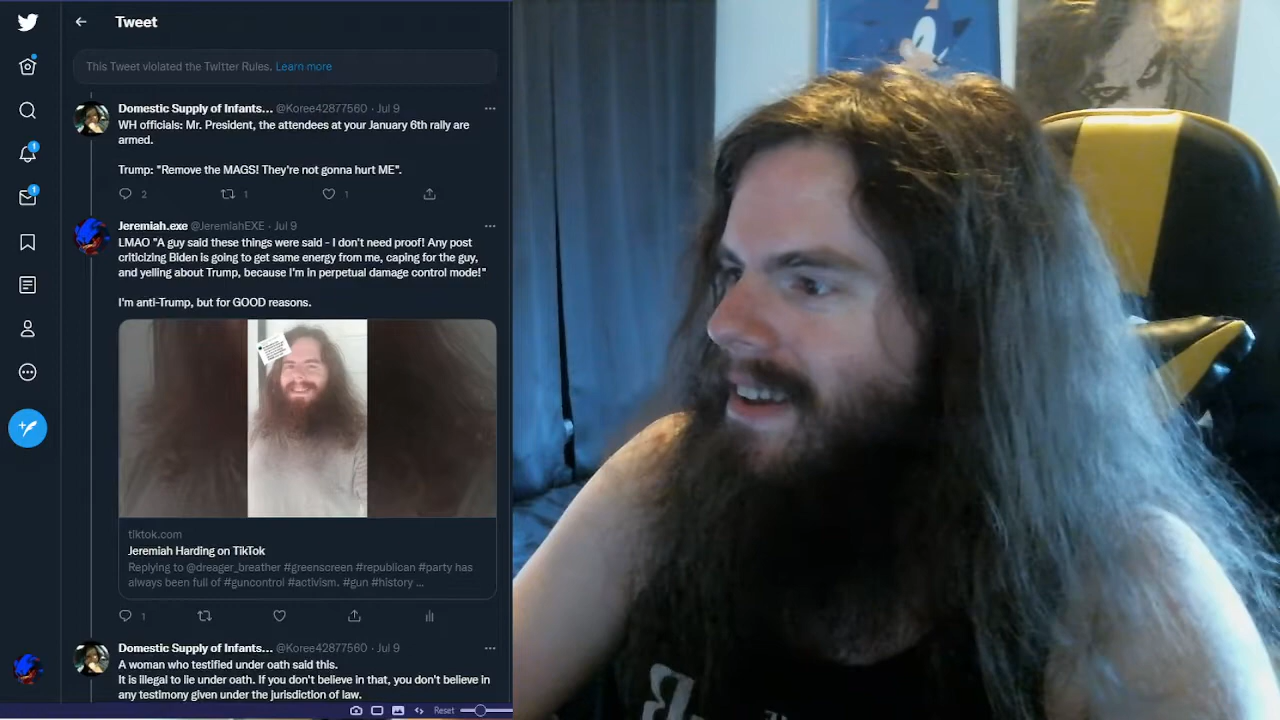 Tweet
This Tweet violated the Twitter Rules. Learn more
Domestic Supply of Infants... @Koree42877560 · Jul 9
WH officials: Mr. President, the attendees at your January 6th rally are
armed.
Trump: "Remove the MAGS! They're not gonna hurt ME".
2 1 1
Jeremiah.exe @JeremiahEXE · Jul 9
LMAO "A guy said these things were said - I don't need proof! Any post
criticizing Biden is going to get same energy from me, caping for the guy,
and yelling about Trump, because I'm in perpetual damage control mode!"
I'm anti-Trump, but for GOOD reasons.
tiktok.com
Jeremiah Harding on TikTok
Replying to @dreager_breather #greenscreen #republican #party has
always been full of #guncontrol #activism. #gun #history ...
1
Domestic Supply of Infants... @Koree42877560 · Jul 9
A woman who testified under oath said this.
It is illegal to lie under oath. If you don't believe in that, you don't believe in
any testimony given under the jurisdiction of law.
Reset